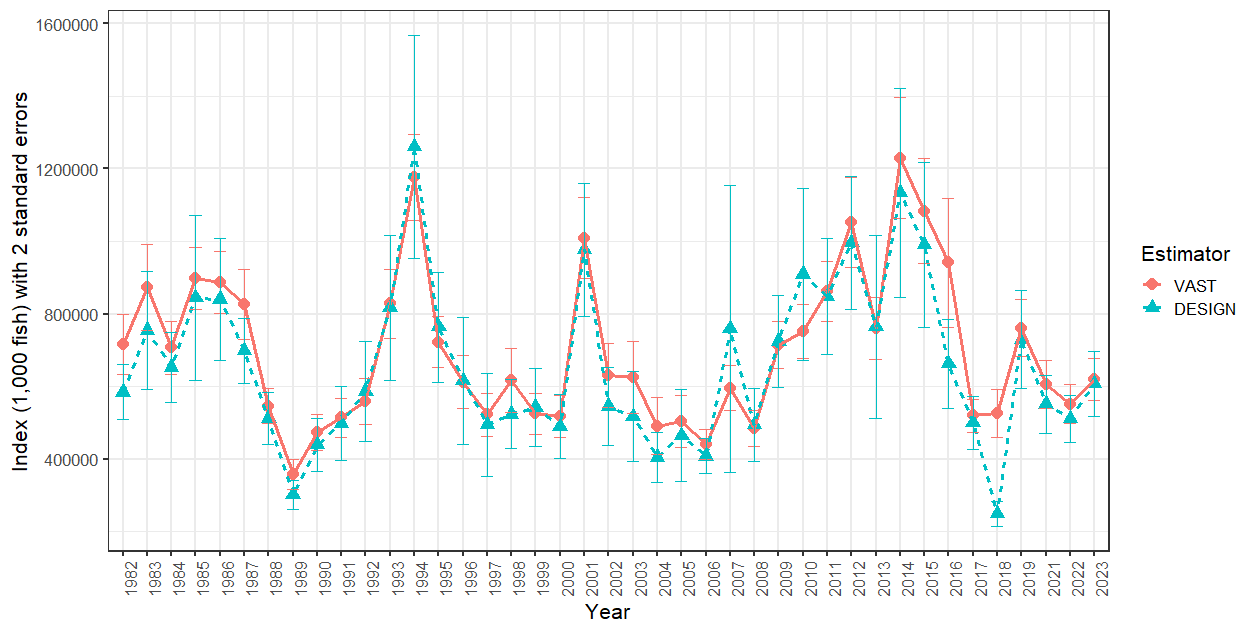 1600000
1200000
800000
400000
Index (1,000 fish) with 2 standard errors
1982 1983 1984 1985 1986 1987 1988 1989 1990 1991 1992 1993 1994 1995 1996 1997 1998 1999 2000 2001 2002 2003 2004 2005 2006 2007 2008 2009 2010 2011 2012 2013 2014 2015 2016 2017 2018 2019 2021 2022 2023
Year
Estimator
VAST
DESIGN